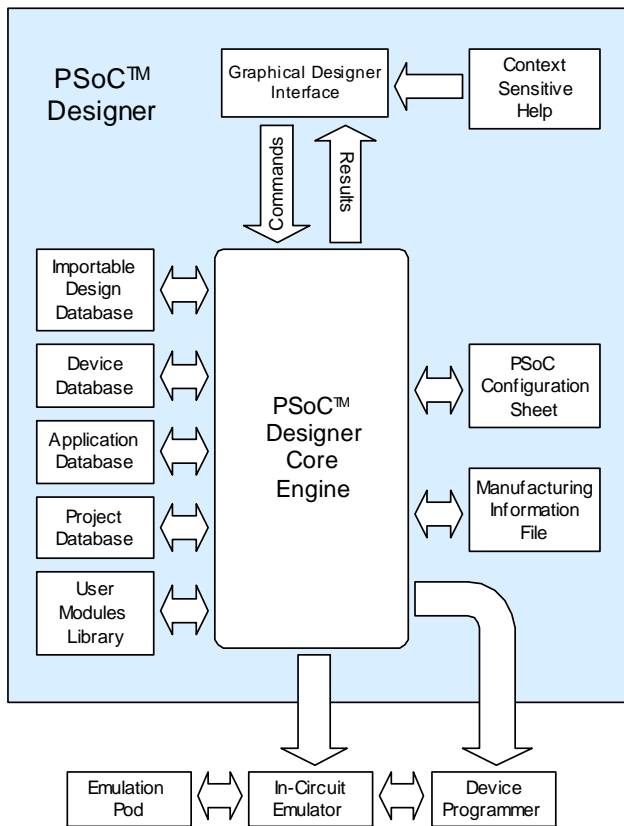 PSoC™
Designer
Graphical Designer
Interface
Context
Sensitive
Help
Commands
Results
Importable
Design
Database
Device
Database
Application
Database
Project
Database
User
Modules
Library
PSoC™
Designer
Core
Engine
PSoC
Configuration
Sheet
Manufacturing
Information
File
Emulation
Pod
In-Circuit
Emulator
Device
Programmer